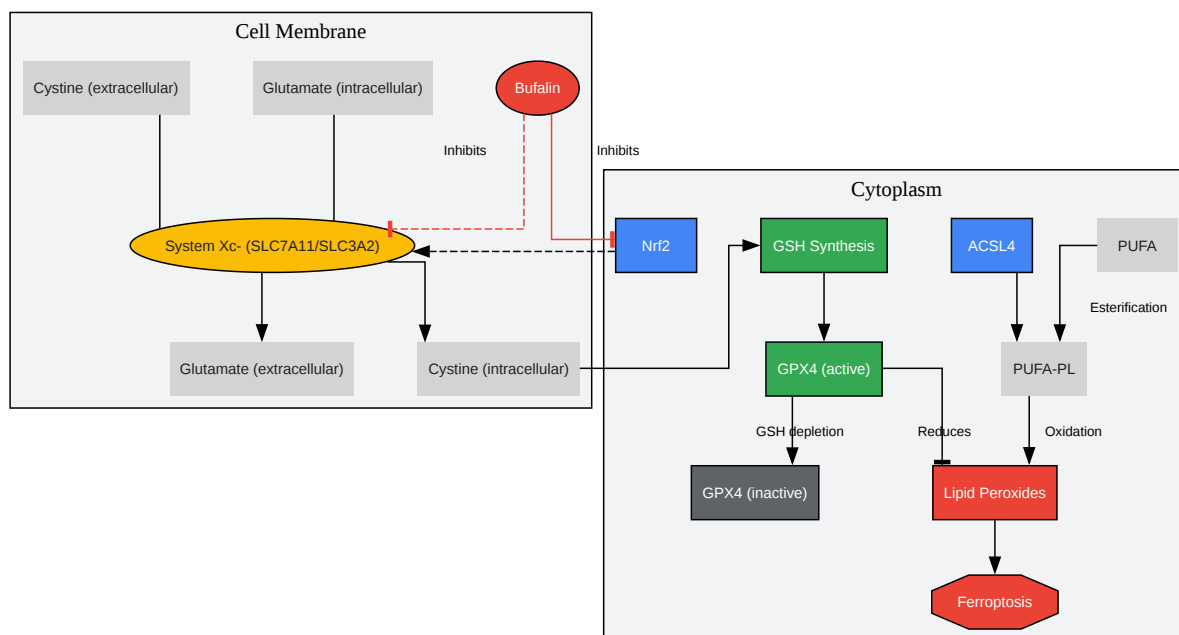 Cell Membrane
Cystine (extracellular)
Glutamate (intracellular)
Bufalin
Inhibits
Inhibits
Cytoplasm
System Xc- (SLC7A11/SLC3A2)
Nrf2
GSH Synthesis
ACSL4
PUFA
Esterification
Glutamate (extracellular)
Cystine (intracellular)
GPX4 (active)
PUFA-PL
GSH depletion
Reduces
Oxidation
GPX4 (inactive)
Lipid Peroxides
Ferroptosis